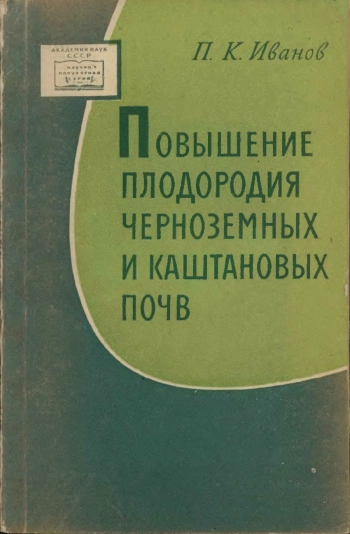 АКАДЕМИЯ НАУК
СССР
П. К. Иванов
ПОВЫШЕНИЕ
ПЛОДОРОДИЯ
ЧЕРНОЗЕМНЫХ
И КАШТАНОВЫХ
ПОЧВ